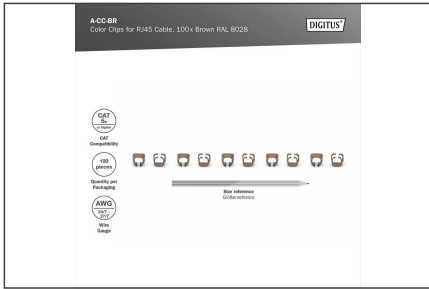 A-CC-BR
Color Clips for RJ45 Cable, 100x Brown RAL 8028
DIGITUS®
CAT
5e
or higher
CAT
Compatibility
100
pieces
Quantity per
Packaging
AWG
24/7 -
27/7
Wire
Gauge
Size reference
Größenreferenz